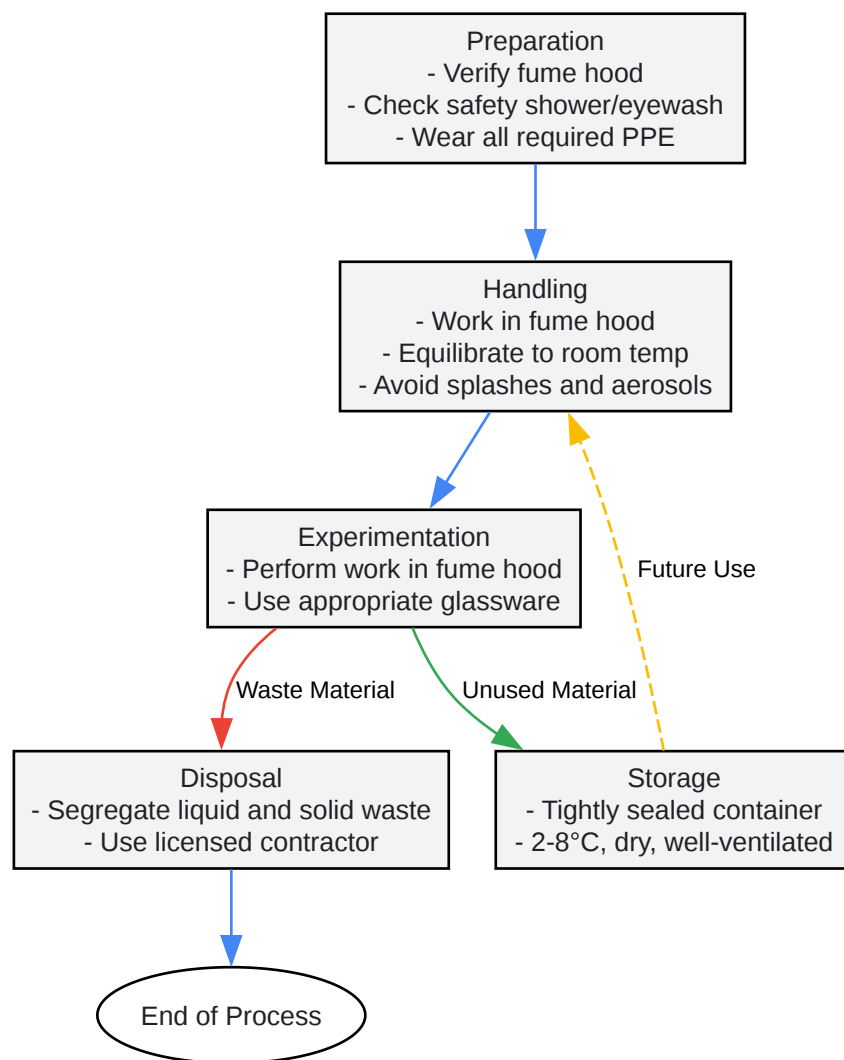 Preparation
- Verify fume hood
- Check safety shower/eyewash
- Wear all required PPE
Handling
- Work in fume hood
- Equilibrate to room temp
- Avoid splashes and aerosols
Experimentation
- Perform work in fume hood
- Use appropriate glassware
Future Use
Waste Material
Unused Material
Disposal
- Segregate liquid and solid waste
- Use licensed contractor
Storage
- Tightly sealed container
- 2-8°C, dry, well-ventilated
End of Process